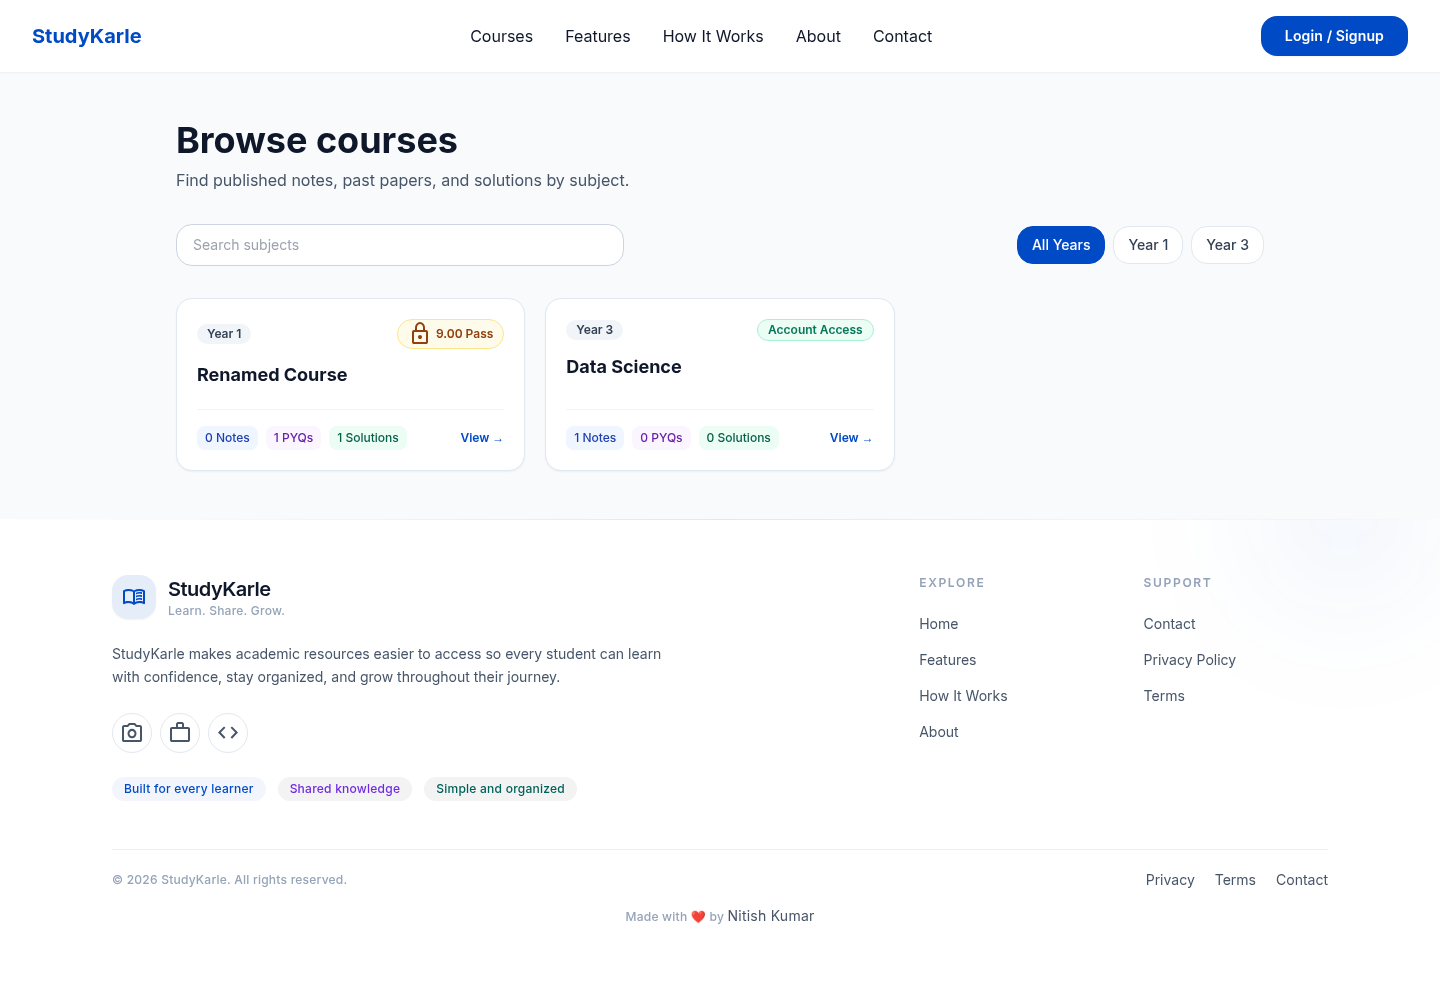 StudyKarle
Courses Features How It Works About Contact
Login / Signup
Browse courses
Find published notes, past papers, and solutions by subject.
Search subjects
All Years Year 1 Year 3
Year 1 9.00 Pass
Renamed Course
0 Notes 1 PYQs 1 Solutions View →
Year 3 Account Access
Data Science
1 Notes 0 PYQs 0 Solutions View →
StudyKarle
Learn. Share. Grow.
StudyKarle makes academic resources easier to access so every student can learn
with confidence, stay organized, and grow throughout their journey.
Built for every learner Shared knowledge Simple and organized
EXPLORE
Home
Features
How It Works
About
SUPPORT
Contact
Privacy Policy
Terms
© 2026 StudyKarle. All rights reserved.
Privacy Terms Contact
Made with ❤️ by Nitish Kumar